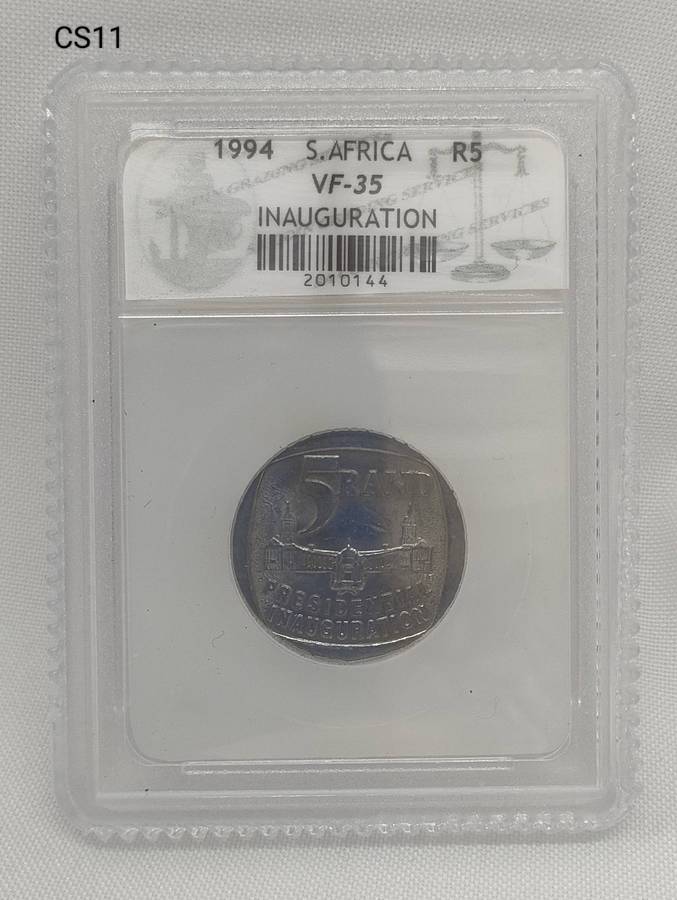 CS11
1994 S.AFRICA R5
VF-35
INAUGURATION
2010144
5 RAND
PRESIDENTIAL
INAUGURATION